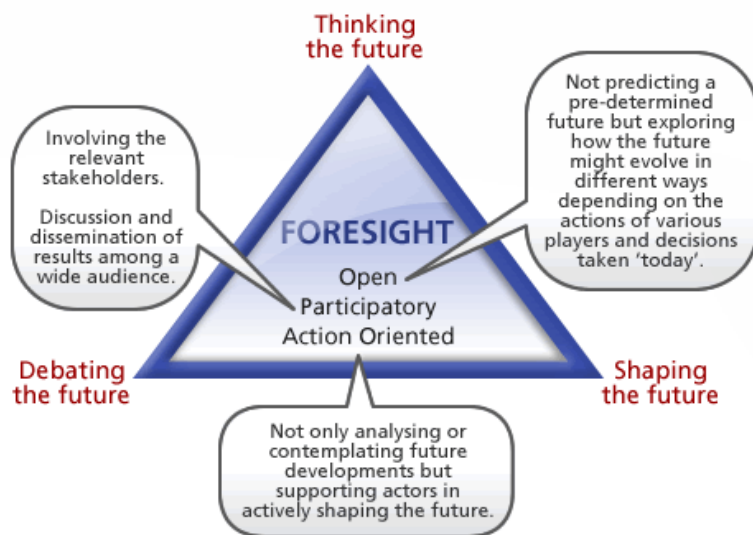 Thinking
the future
Involving the
relevant
stakeholders.
Discussion and
dissemination of
results among a
wide audience.
Not predicting a
pre-determined
future but exploring
how the future
might evolve in
different ways
depending on the
actions of various
players and decisions
taken ‘today’.
FORESIGHT
Open
Participatory
Action Oriented
Debating
the future
Shaping
the future
Not only analysing or
contemplating future
developments but
supporting actors in
actively shaping the future.